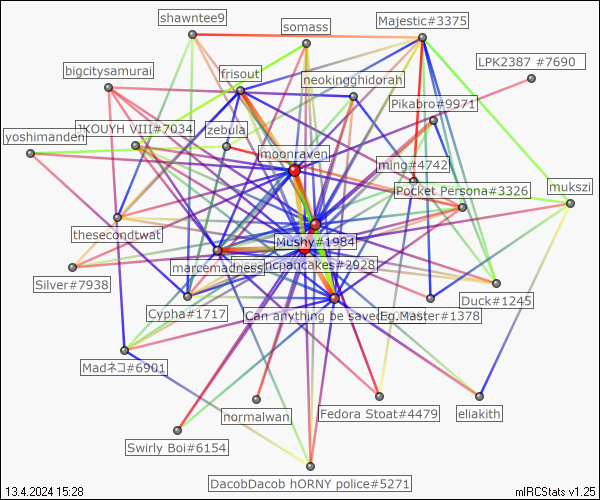 shawntee9
somass
Majestic#3375
LPK2387 #7690
bigcitysamurai
frisout
neokingghidorah
Pikabro#9971
yoshimanden
KOUYH VIII#7034
zebula
moonraven
ming#4742
Pocket Persona#3326
mukszi
thesecondtwat
Mushy#1984
marcemadness
ncpancakes#2928
Silver#7938
Cypha#1717
Can anything be saved
Eg.Master#1378
Duck#1245
Madネコ#6901
normalwan
Fedora Stoat#4479
eliakith
Swirly Boi#6154
DacobDacob hORNY police#5271
13.4.2024 15:28
mIRCStats v1.25